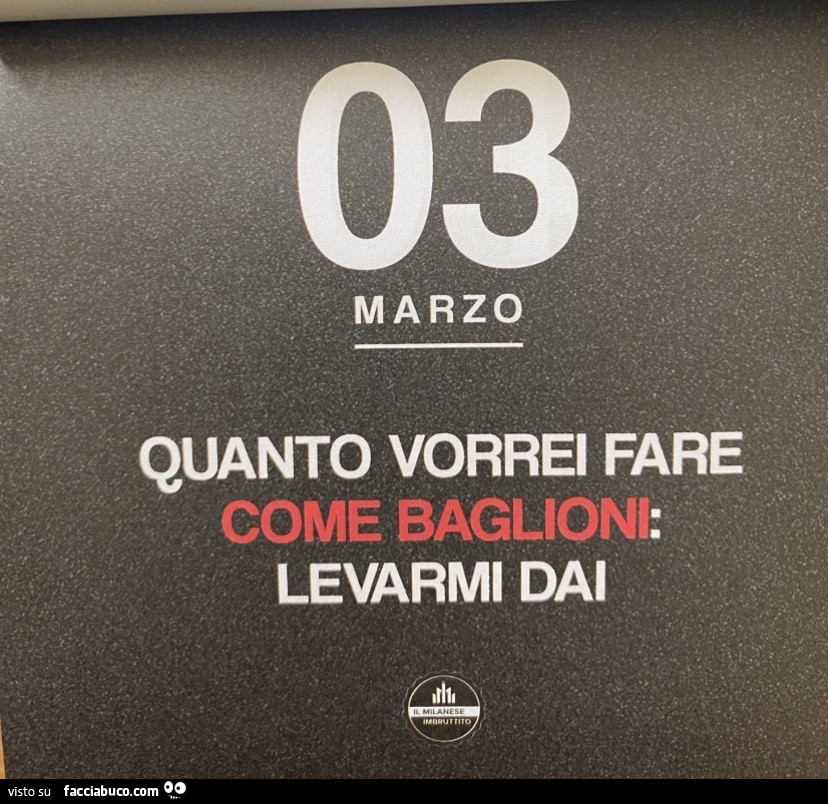 03
MARZO
QUANTO VORREI FARE
COME BAGLIONI:
LEVARMI DAI
IL MILANESE
IMBRUTTITO
visto su facciabuco.com